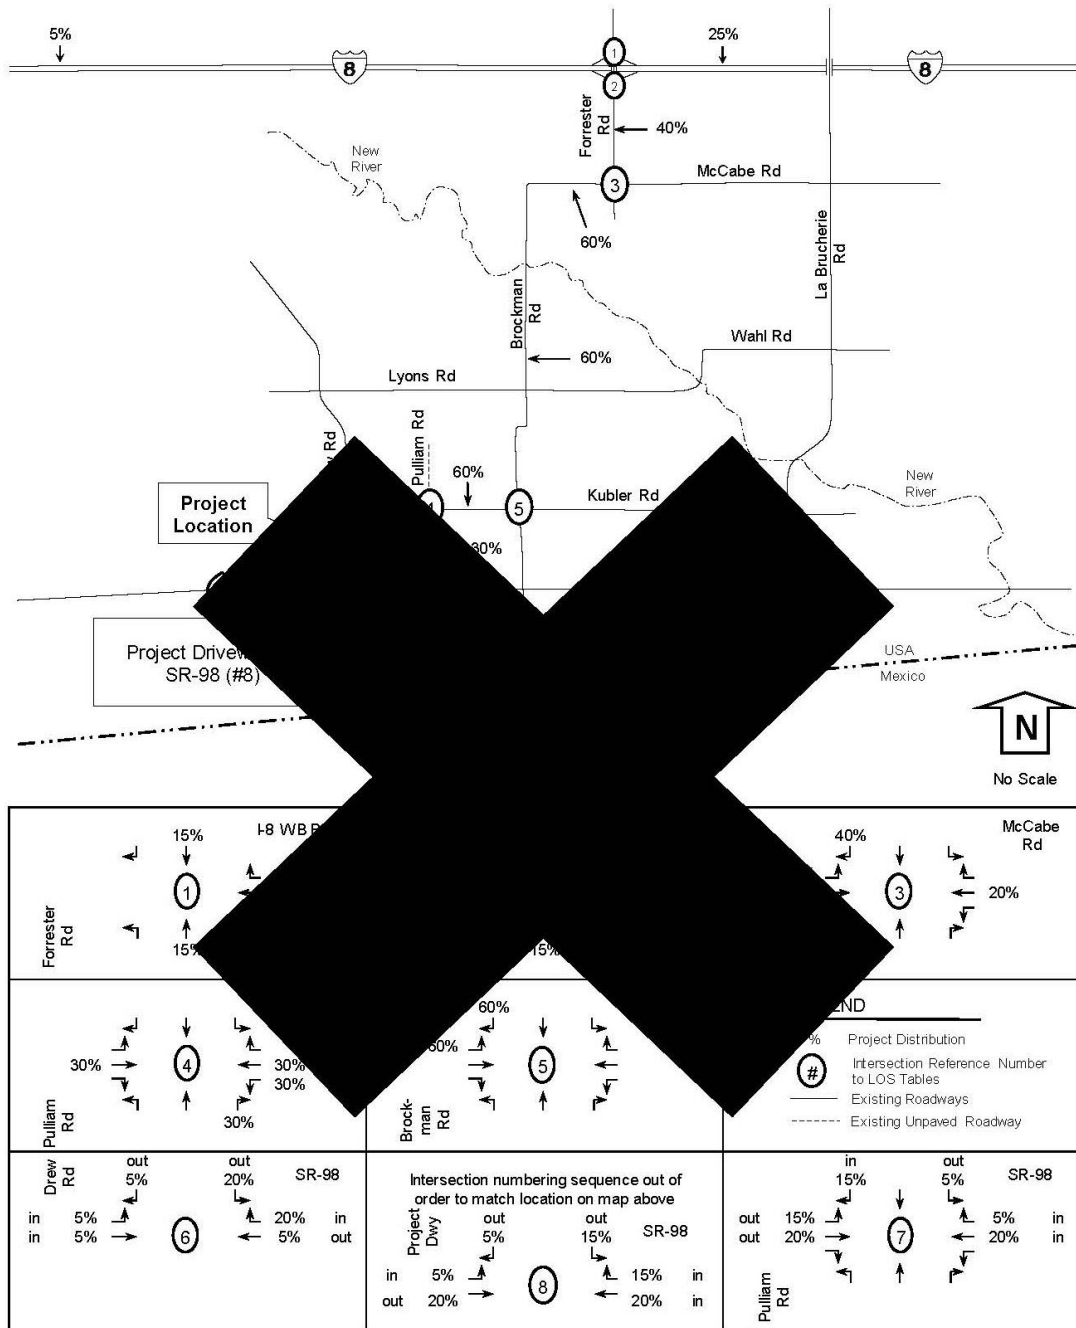 5%
25%
8
8
1
2
Forrester
Rd
40%
New
River
3
McCabe Rd
60%
La Brucherie
Rd
Brockman
Rd
Wahl Rd
60%
Lyons Rd
Pulliam Rd
Rd
60%
Project
Location
5
Kubler Rd
New
River
30%
Project
SR-98 (#8)
USA
Mexico
N
No Scale
15%
I-8 WB
1
Forrester
Rd
15%
15%
40%
McCabe
Rd
3
20%
30%
4
30%
30%
30%
Pulliam
Rd
60%
60%
5
Brock-
man
Rd
% Project Distribution
# Intersection Reference Number
to LOS Tables
Existing Roadways
Existing Unpaved Roadway
Drew
Rd
out
5%
out
20%
SR-98
in 5%
in 5%
6
20% in
5% out
Intersection numbering sequence out of
order to match location on map above
Project
Dwy
out
5%
out
15%
SR-98
in 5%
out 20%
8
15% in
20% in
in
15%
out
5%
SR-98
out 15%
out 20%
7
5% in
20% in
Pulliam
Rd